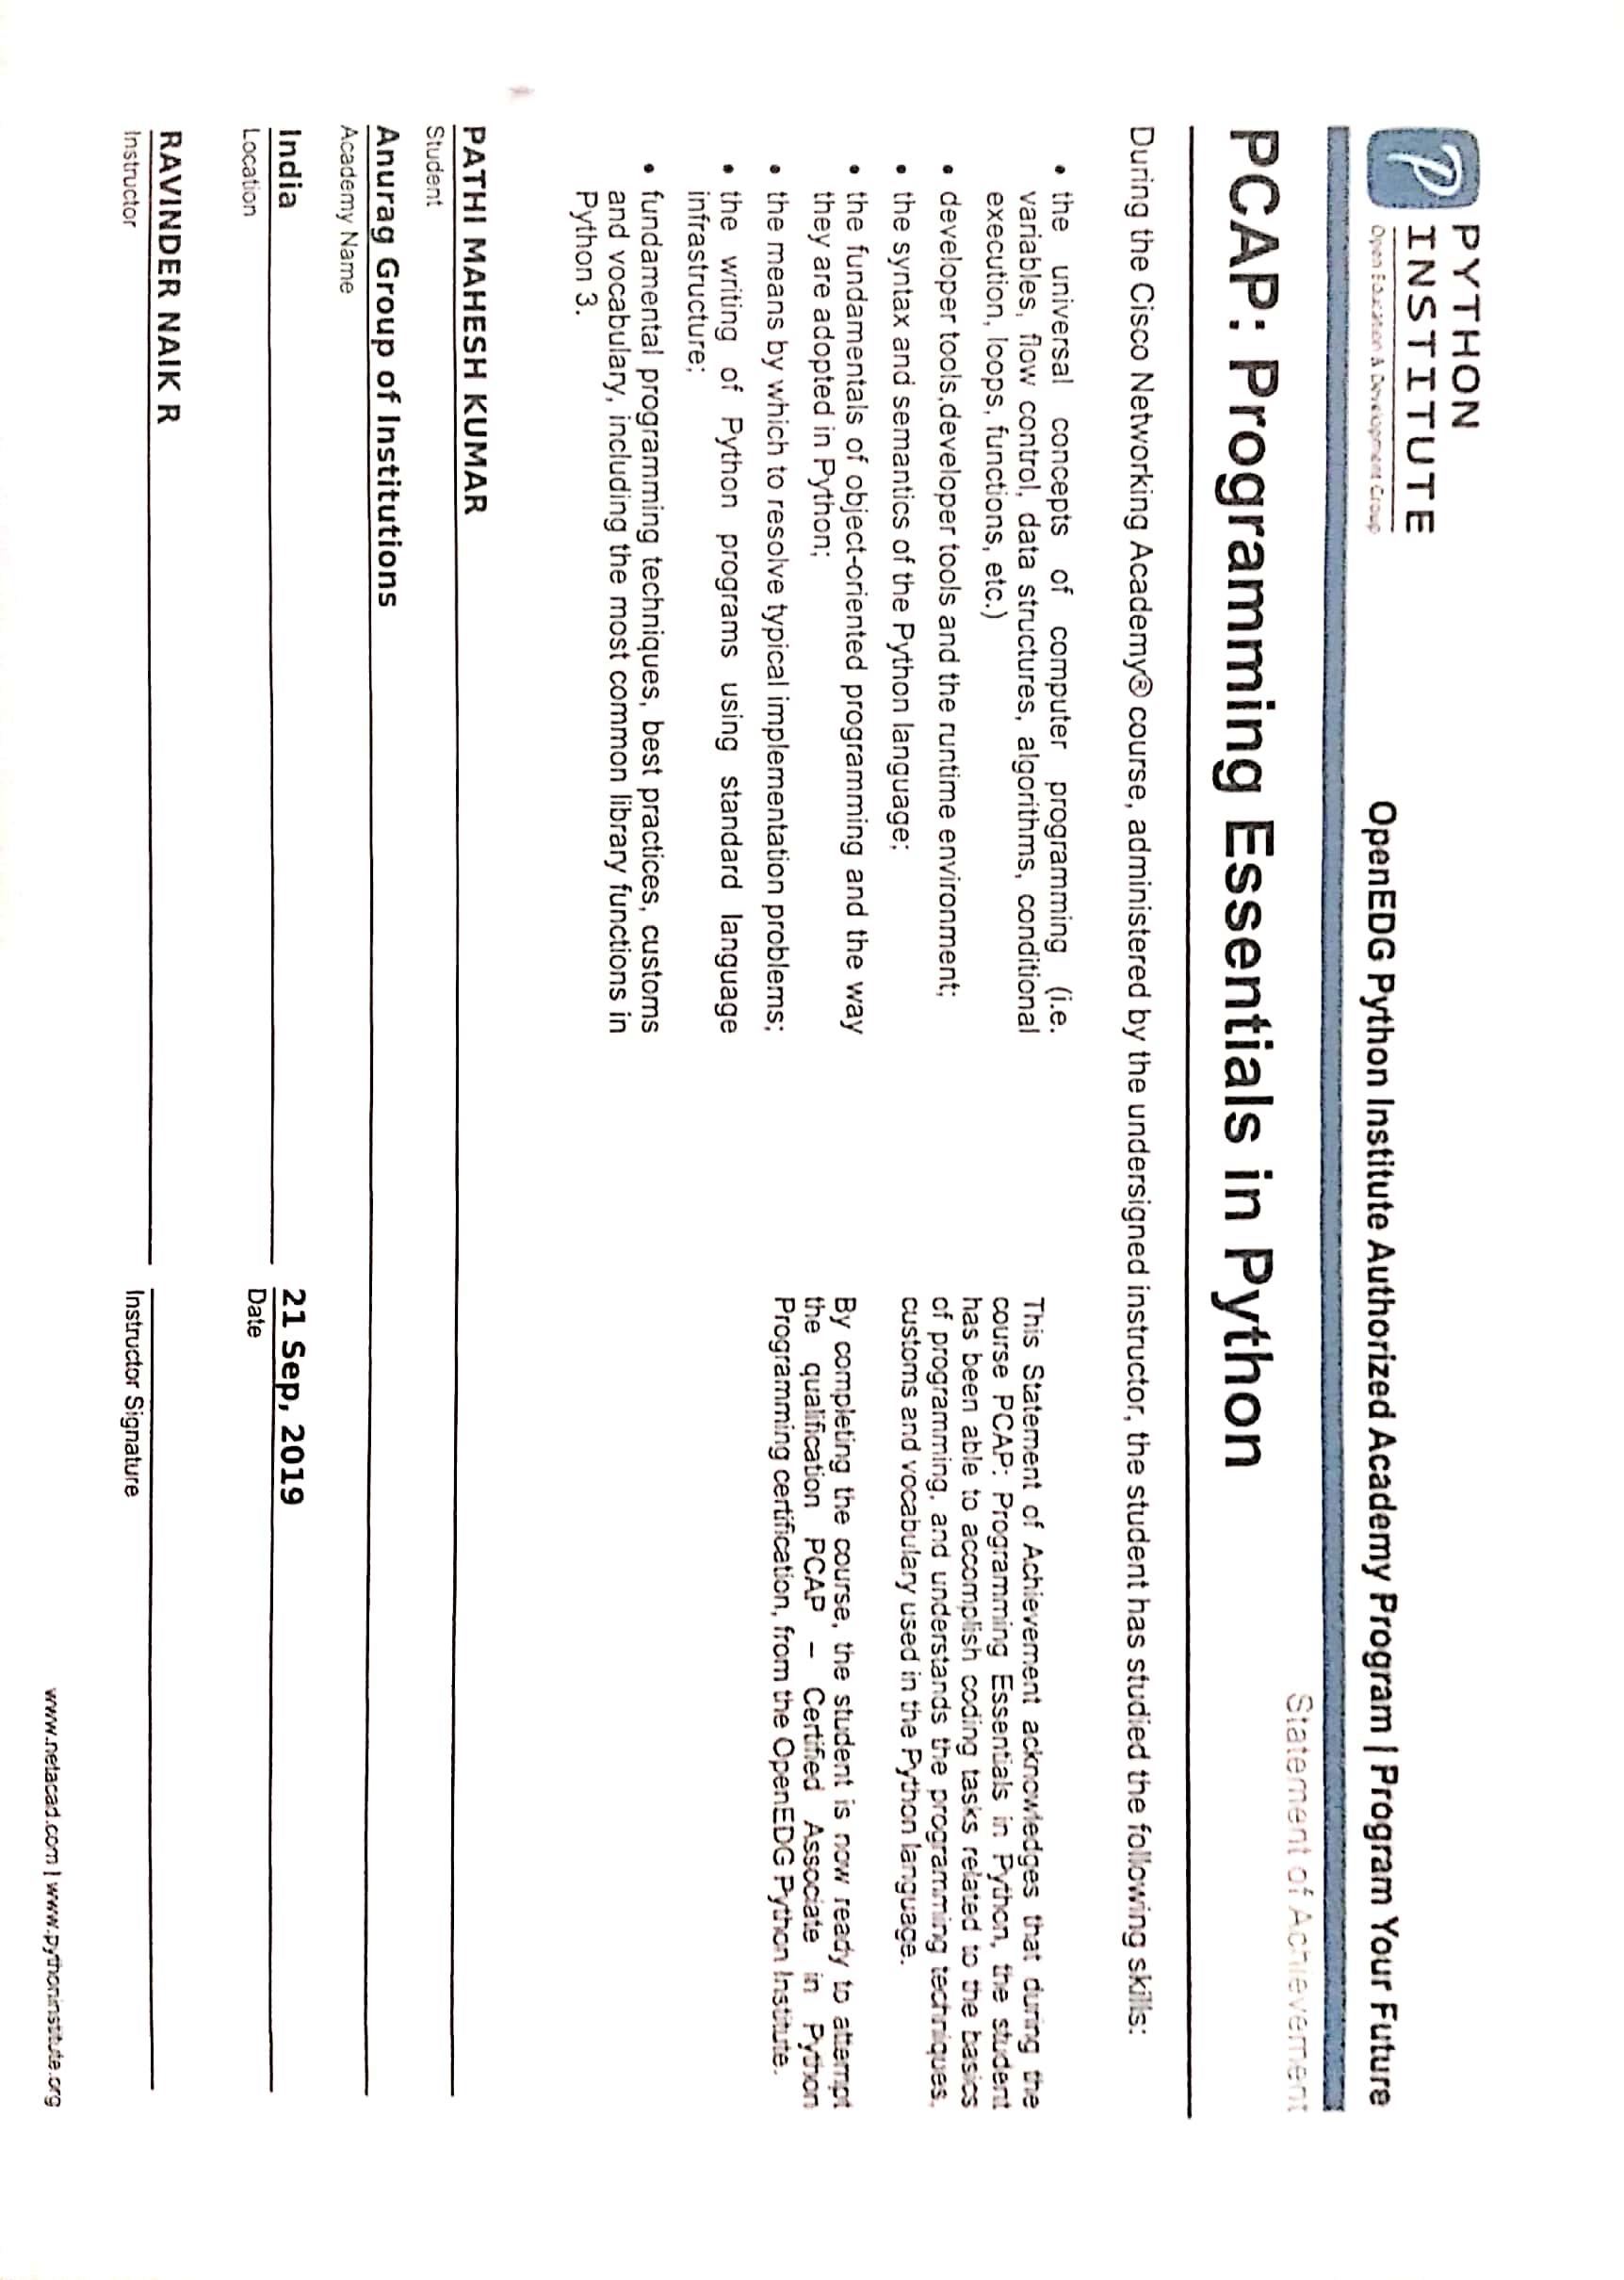 PYTHON
INSTITUTE
Open Education & Development Group
OpenEDG Python Institute Authorized Academy Program | Program Your Future
Statement of Achievement
PCAP: Programming Essentials in Python
During the Cisco Networking Academy® course, administered by the undersigned instructor, the student has studied the following skills:
• the universal concepts of computer programming (i.e.
variables, flow control, data structures, algorithms, conditional
execution, loops, functions, etc.)
• developer tools,developer tools and the runtime environment;
• the syntax and semantics of the Python language;
• the fundamentals of object-oriented programming and the way
they are adopted in Python;
• the means by which to resolve typical implementation problems;
• the writing of Python programs using standard language
infrastructure;
• fundamental programming techniques, best practices, customs
and vocabulary, including the most common library functions in
Python 3.
This Statement of Achievement acknowledges that during the
course PCAP: Programming Essentials in Python, the student
has been able to accomplish coding tasks related to the basics
of programming, and understands the programming techniques,
customs and vocabulary used in the Python language.
By completing the course, the student is now ready to attempt
the qualification PCAP – Certified Associate in Python
Programming certification, from the OpenEDG Python Institute.
PATHI MAHESH KUMAR
Student
Anurag Group of Institutions
Academy Name
India
Location
21 Sep, 2019
Date
RAVINDER NAIK R
Instructor
Instructor Signature
www.netacad.com | www.pythoninstitute.org